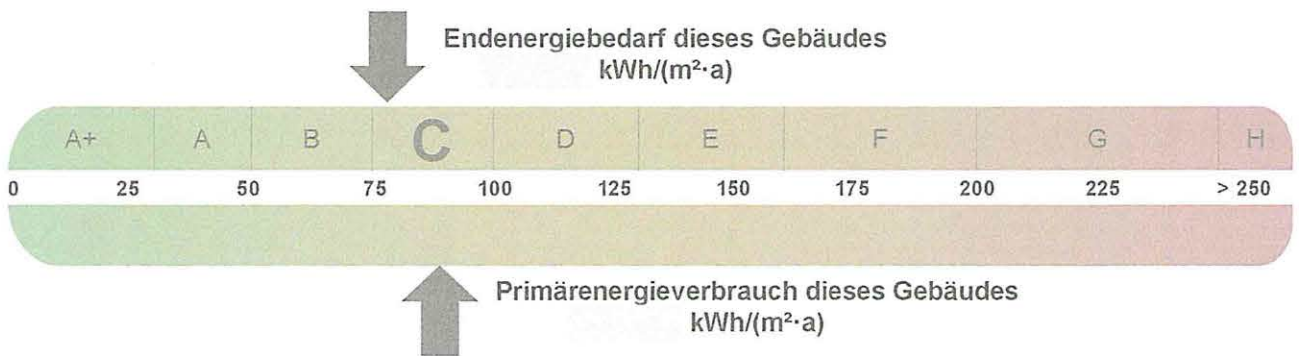 Endenergiebedarf dieses Gebäudes
kWh/(m²·a)
A+ A B C D E F G H
0 25 50 75 100 125 150 175 200 225 > 250
Primärenergieverbrauch dieses Gebäudes
kWh/(m²·a)